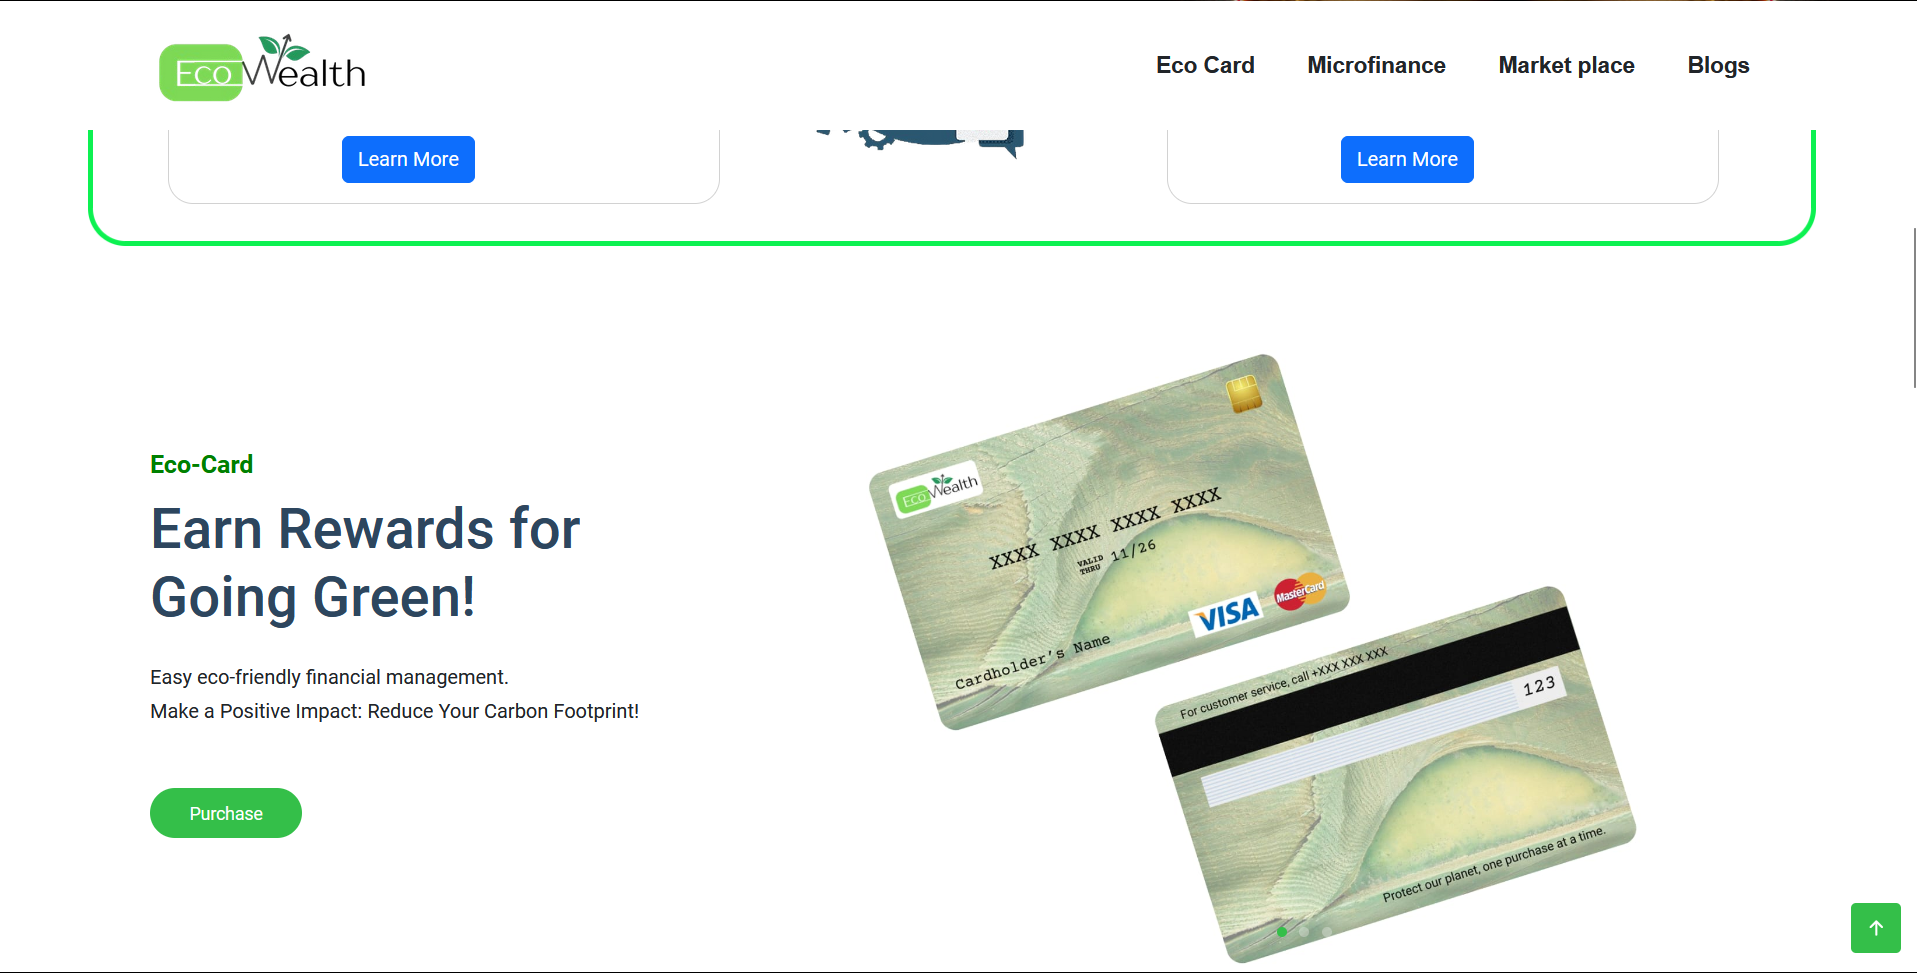 Eco Wealth
Eco Card Microfinance Market place Blogs
Learn More
Learn More
Eco-Card
Earn Rewards for
Going Green!
Easy eco-friendly financial management.
Make a Positive Impact: Reduce Your Carbon Footprint!
Purchase
Eco Wealth
XXXX XXXX XXXX XXXX
VALID
THRU 11/26
VISA MasterCard
Cardholder's Name
For customer service, call +XXX XXX XXX
123
Protect our planet, one purchase at a time.